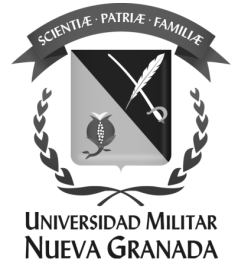 SCIENTIÆ · PATRIÆ · FAMILIÆ
UNIVERSIDAD MILITAR
NUEVA GRANADA